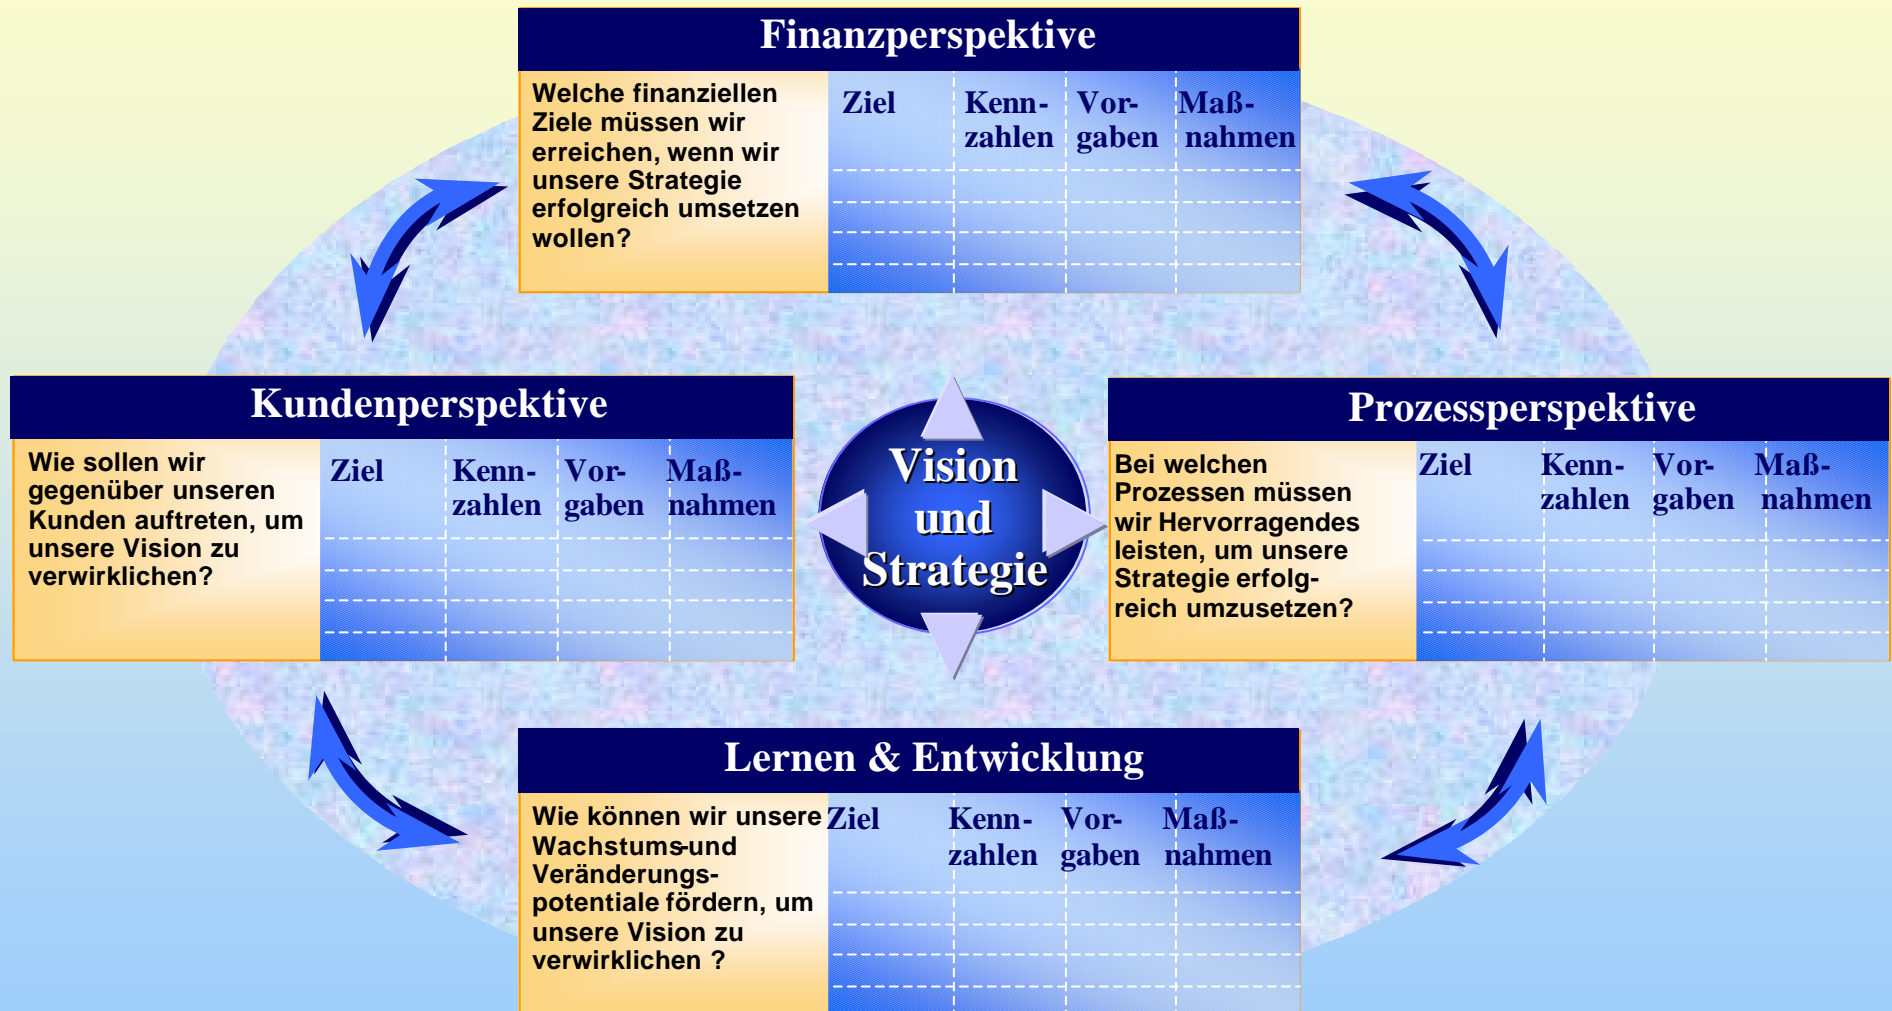 Finanzperspektive
Welche finanziellen
Ziele müssen wir
erreichen, wenn wir
unsere Strategie
erfolgreich umsetzen
wollen?
Ziel Kenn- Vor- Maß-
zahlen gaben nahmen
Kundenperspektive
Wie sollen wir
gegenüber unseren
Kunden auftreten, um
unsere Vision zu
verwirklichen?
Ziel Kenn- Vor- Maß-
zahlen gaben nahmen
Vision
und
Strategie
Prozessperspektive
Bei welchen
Prozessen müssen
wir Hervorragendes
leisten, um unsere
Strategie erfolg-
reich umzusetzen?
Ziel Kenn- Vor- Maß-
zahlen gaben nahmen
Lernen & Entwicklung
Wie können wir unsere
Wachstums-und
Veränderungs-
potentiale fördern, um
unsere Vision zu
verwirklichen ?
Ziel Kenn- Vor- Maß-
zahlen gaben nahmen